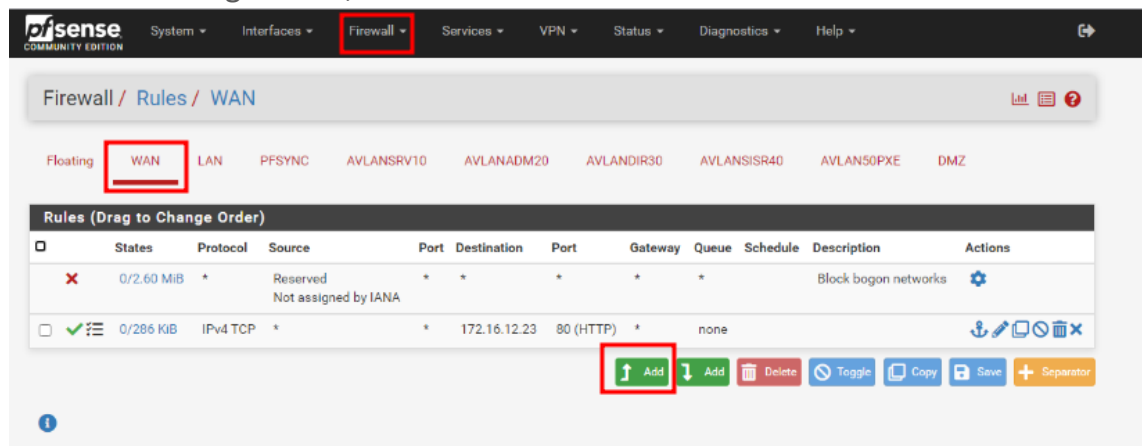 pfsense COMMUNITY EDITION System Interfaces Firewall Services VPN Status Diagnostics Help
Firewall / Rules / WAN
Floating WAN LAN PFSYNC AVLANSRV10 AVLANADM20 AVLANDIR30 AVLANSISR40 AVLAN50PXE DMZ
Rules (Drag to Change Order)
States Protocol Source Port Destination Port Gateway Queue Schedule Description Actions
0/2.60 MiB * Reserved * * * * * Block bogon networks
Not assigned by IANA
0/286 KiB IPv4 TCP * * 172.16.12.23 80 (HTTP) * none
Add Add Delete Toggle Copy Save Separator